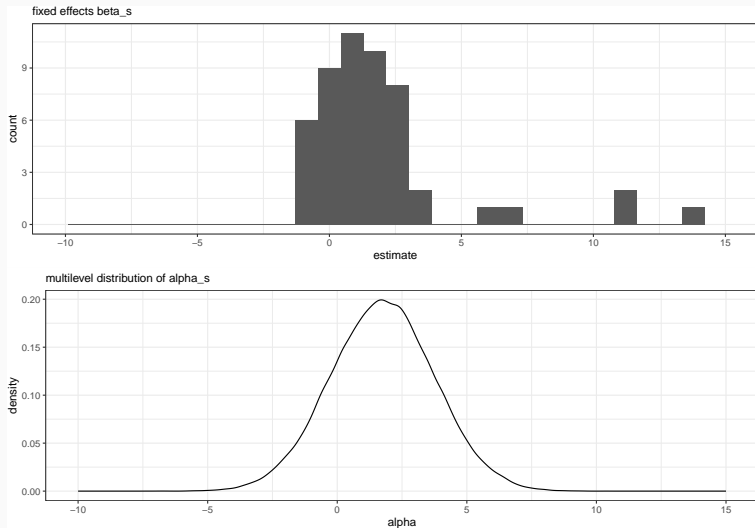 fixed effects beta_s
9
6
3
0
count
−10 −5 0 5 10 15
estimate
multilevel distribution of alpha_s
0.20
0.15
0.10
0.05
0.00
density
−10 −5 0 5 10 15
alpha